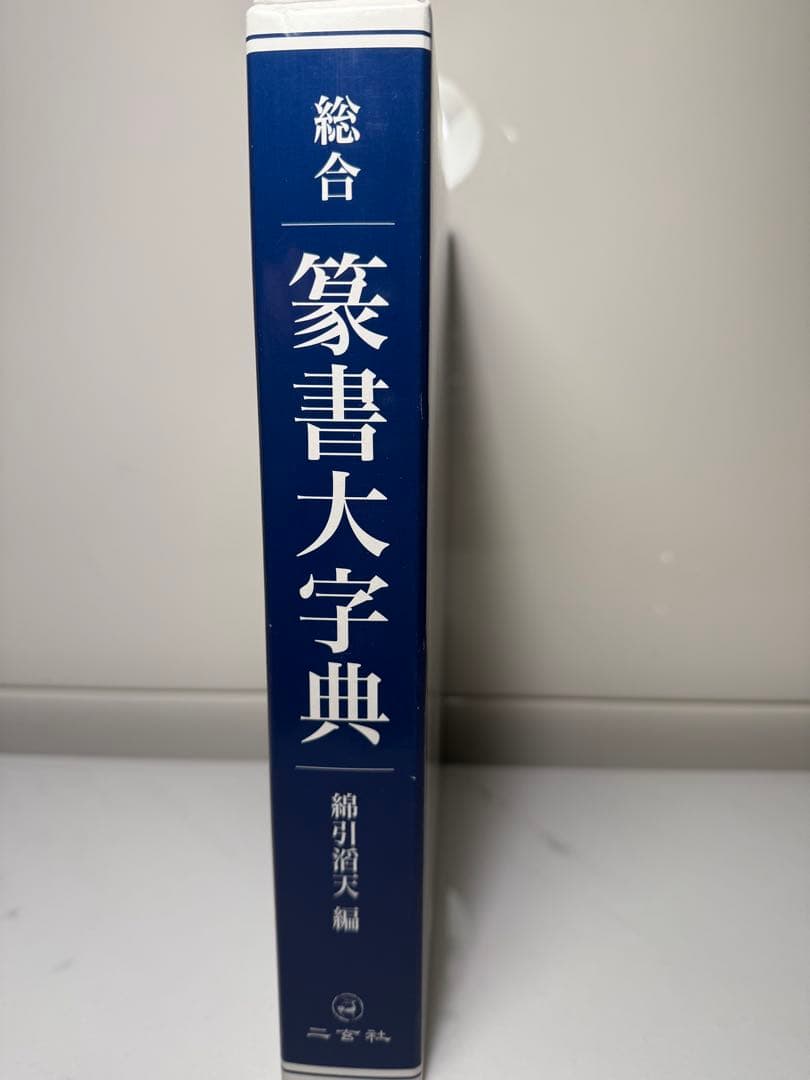 総合
篆書大字典
綿引滔天 編
二玄社